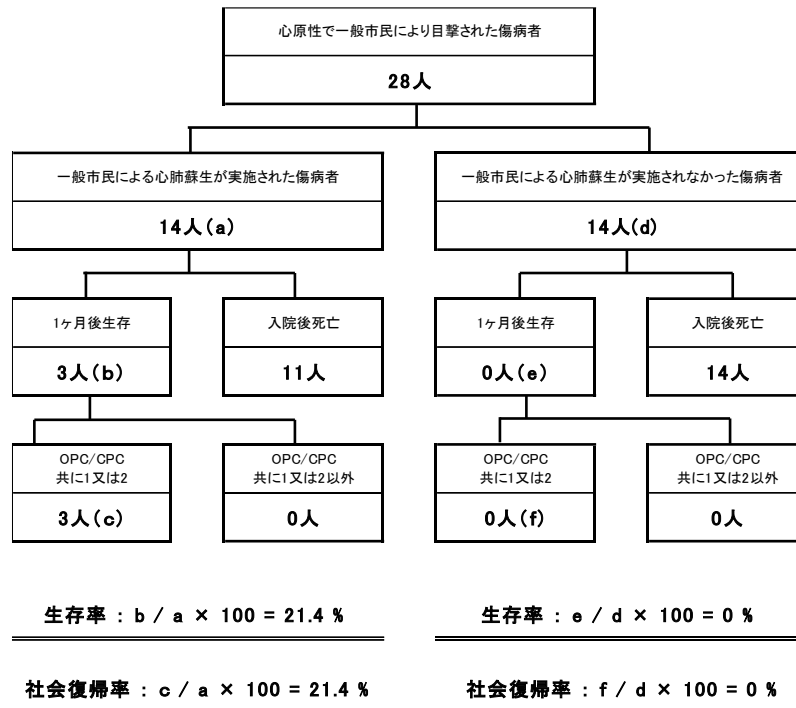 心原性で一般市民により目撃された傷病者
28人
一般市民による心肺蘇生が実施された傷病者
14人(a)
一般市民による心肺蘇生が実施されなかった傷病者
14人(d)
1ヶ月後生存
3人(b)
入院後死亡
11人
1ヶ月後生存
0人(e)
入院後死亡
14人
OPC/CPC
共に1又は2
3人(c)
OPC/CPC
共に1又は2以外
0人
OPC/CPC
共に1又は2
0人(f)
OPC/CPC
共に1又は2以外
0人
生存率 : b / a × 100 = 21.4 %
生存率 : e / d × 100 = 0 %
社会復帰率 : c / a × 100 = 21.4 %
社会復帰率 : f / d × 100 = 0 %